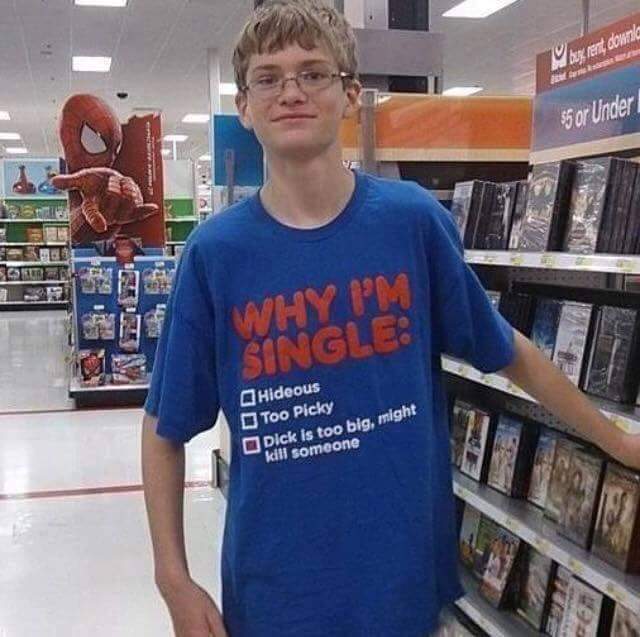 buy, rent, downlo
$5 or Under
WHY I'M
SINGLE:
Hideous
Too Picky
Dick is too big, might
kill someone